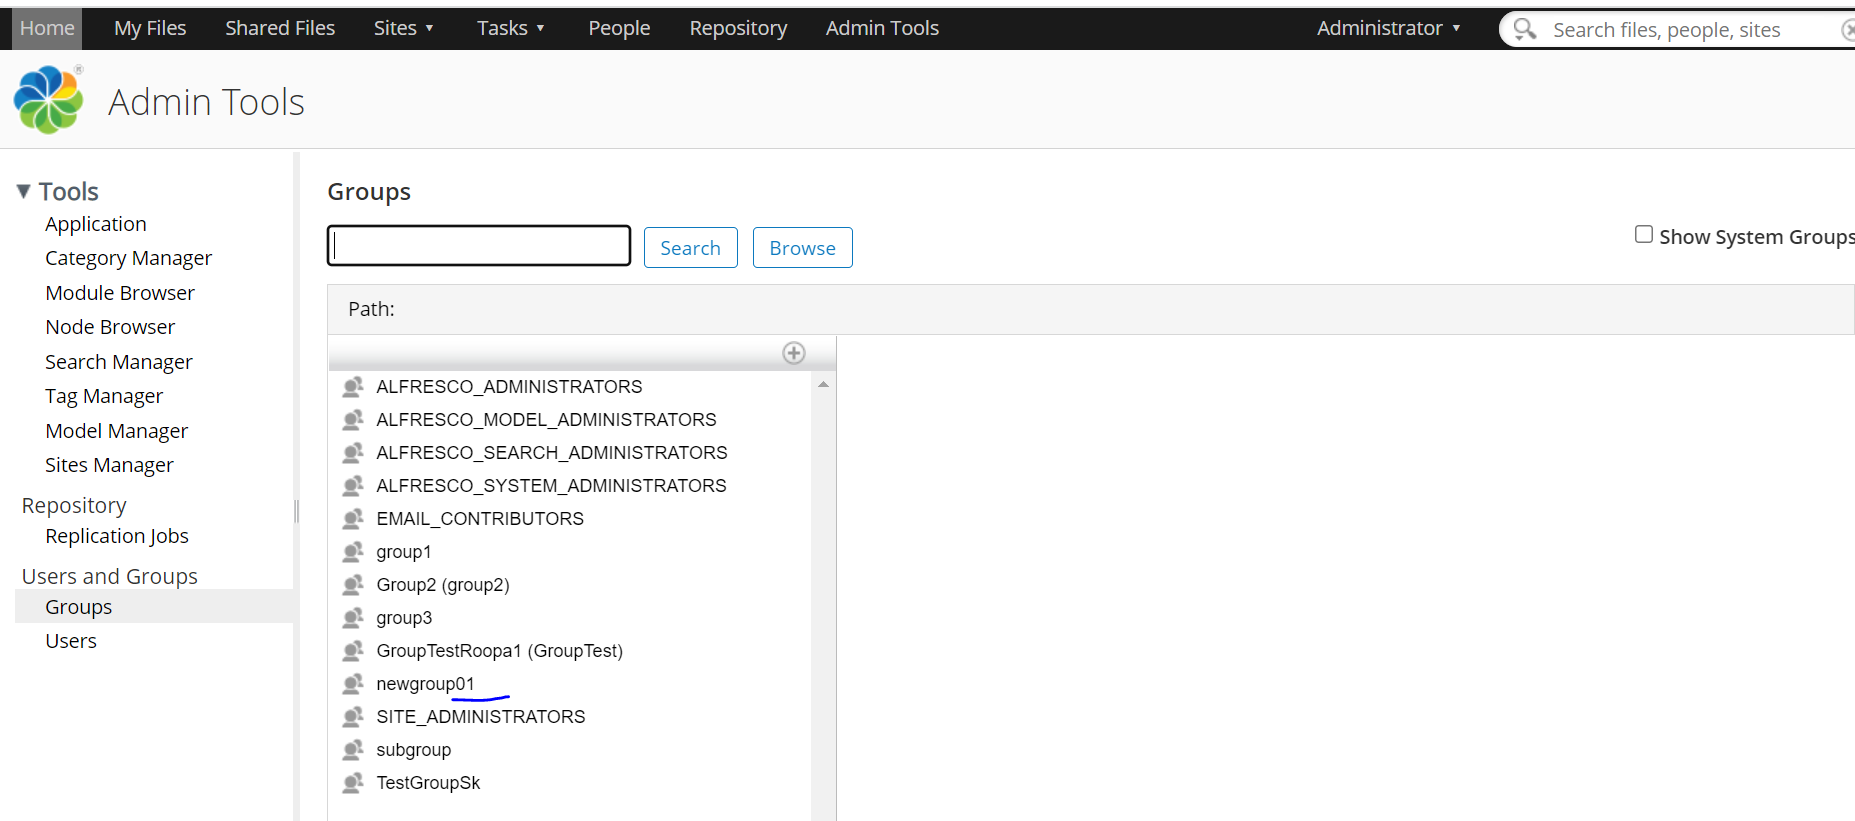 Home My Files Shared Files Sites ▼ Tasks ▼ People Repository Admin Tools Administrator ▼ Search files, people, sites
® Admin Tools
▼ Tools
Application
Category Manager
Module Browser
Node Browser
Search Manager
Tag Manager
Model Manager
Sites Manager
Repository
Replication Jobs
Users and Groups
Groups
Users
Groups
Search Browse Show System Groups
Path:
ALFRESCO_ADMINISTRATORS
ALFRESCO_MODEL_ADMINISTRATORS
ALFRESCO_SEARCH_ADMINISTRATORS
ALFRESCO_SYSTEM_ADMINISTRATORS
EMAIL_CONTRIBUTORS
group1
Group2 (group2)
group3
GroupTestRoopa1 (GroupTest)
newgroup01
SITE_ADMINISTRATORS
subgroup
TestGroupSk